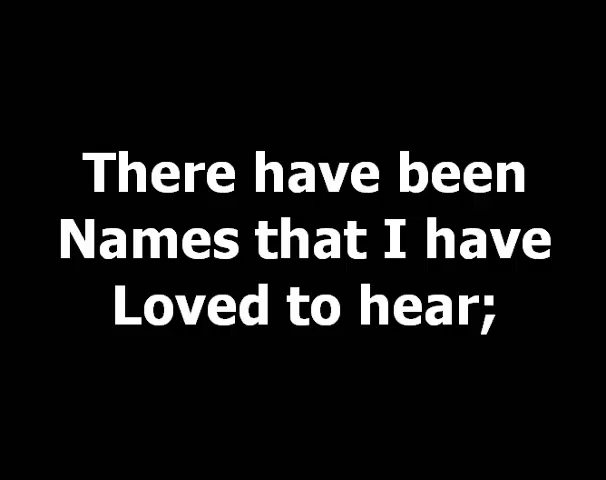 There have been
Names that I have
Loved to hear;